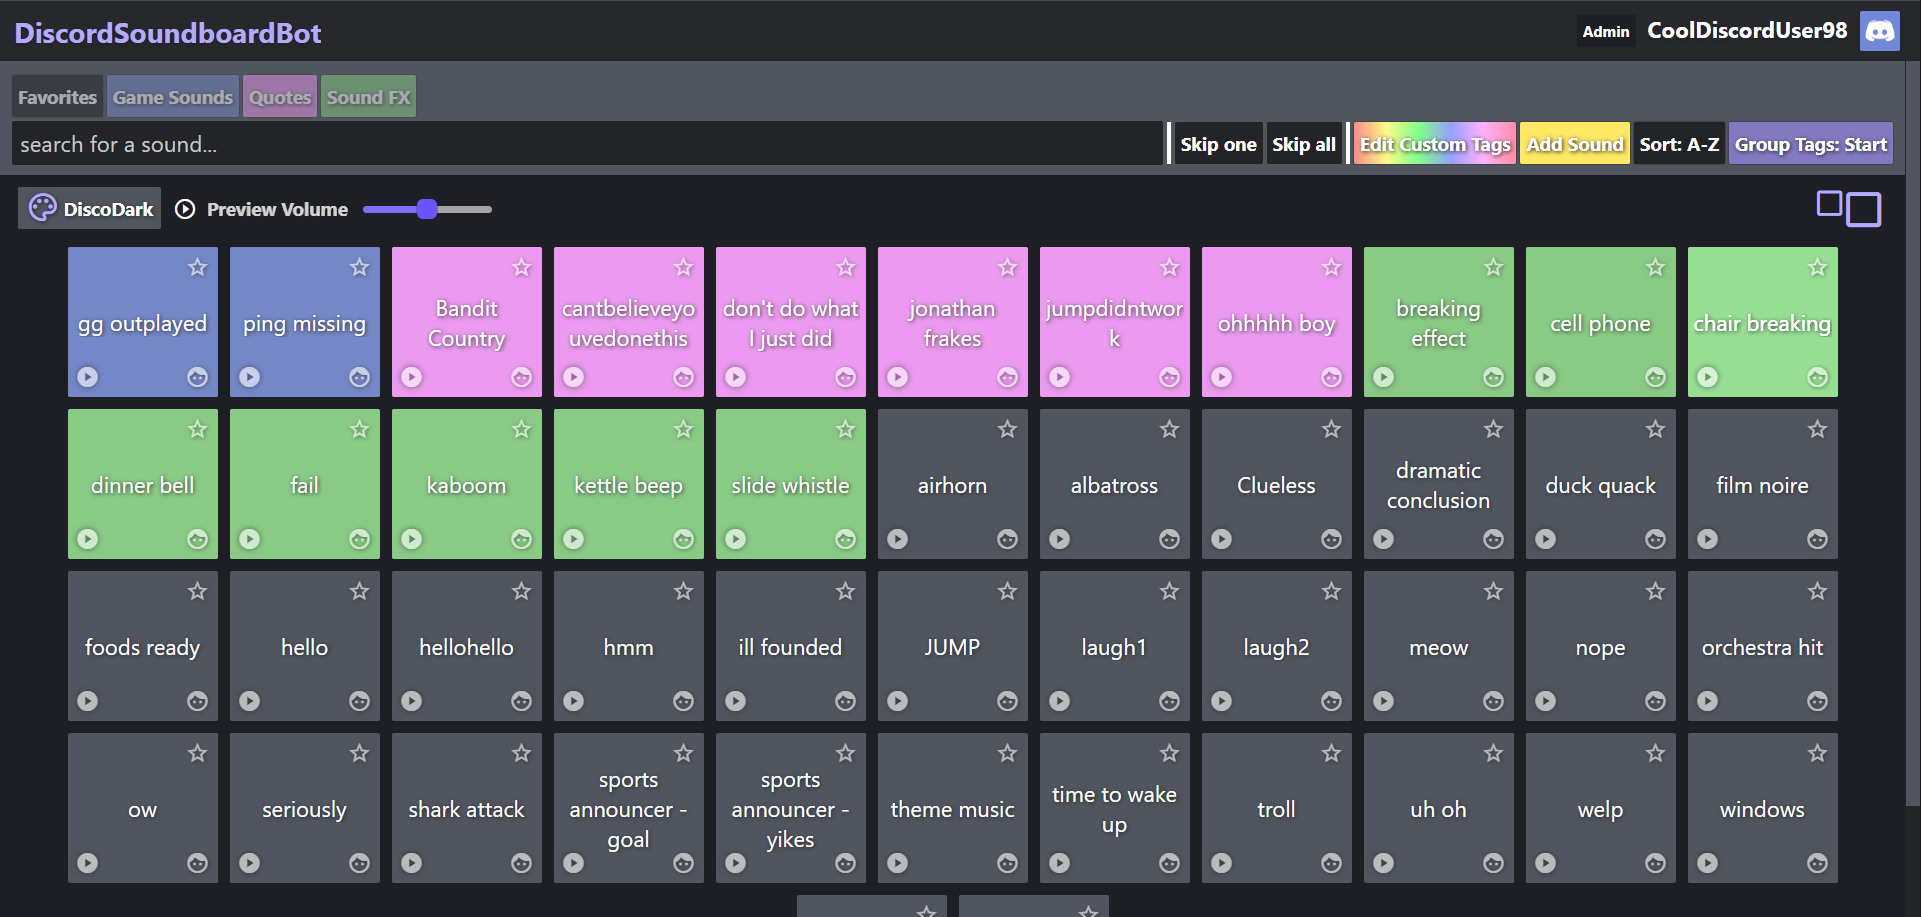 DiscordSoundboardBot
Admin
CoolDiscordUser98
Favorites
Game Sounds
Quotes
Sound FX
search for a sound...
Skip one
Skip all
Edit Custom Tags
Add Sound
Sort: A-Z
Group Tags: Start
DiscoDark
Preview Volume
gg outplayed
ping missing
Bandit
Country
cantbelieveyo
uvedonethis
don't do what
I just did
jonathan
frakes
jumpdidntwor
k
ohhhhh boy
breaking
effect
cell phone
chair breaking
dinner bell
fail
kaboom
kettle beep
slide whistle
airhorn
albatross
Clueless
dramatic
conclusion
duck quack
film noire
foods ready
hello
hellohello
hmm
ill founded
JUMP
laugh1
laugh2
meow
nope
orchestra hit
ow
seriously
shark attack
sports
announcer -
goal
sports
announcer -
yikes
theme music
time to wake
up
troll
uh oh
welp
windows